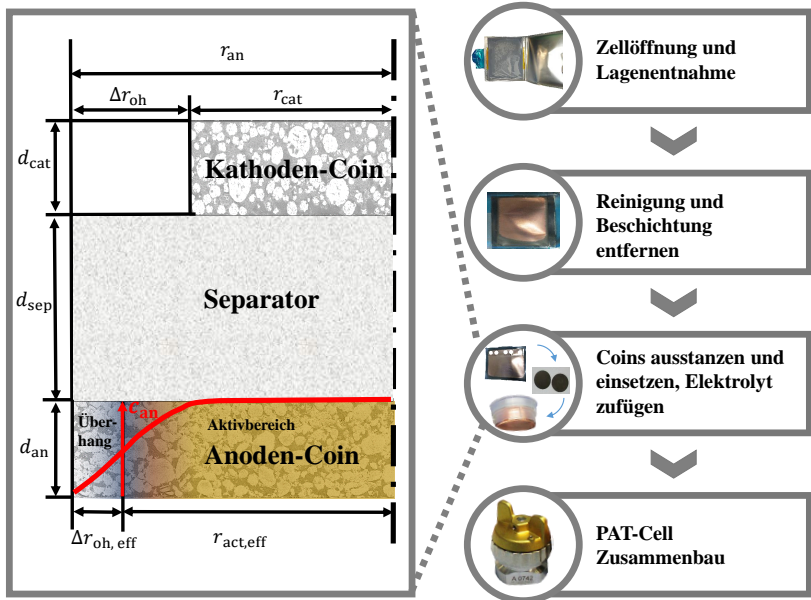 r_an
Δr_oh
r_cat
d_cat
Kathoden-Coin
d_sep
Separator
d_an
c_an
Über-
hang
Aktivbereich
Anoden-Coin
Δr_oh, eff
r_act,eff
Zellöffnung und
Lagenentnahme
Reinigung und
Beschichtung
entfernen
Coins ausstanzen und
einsetzen, Elektrolyt
zufügen
PAT-Cell
Zusammenbau
A 0742